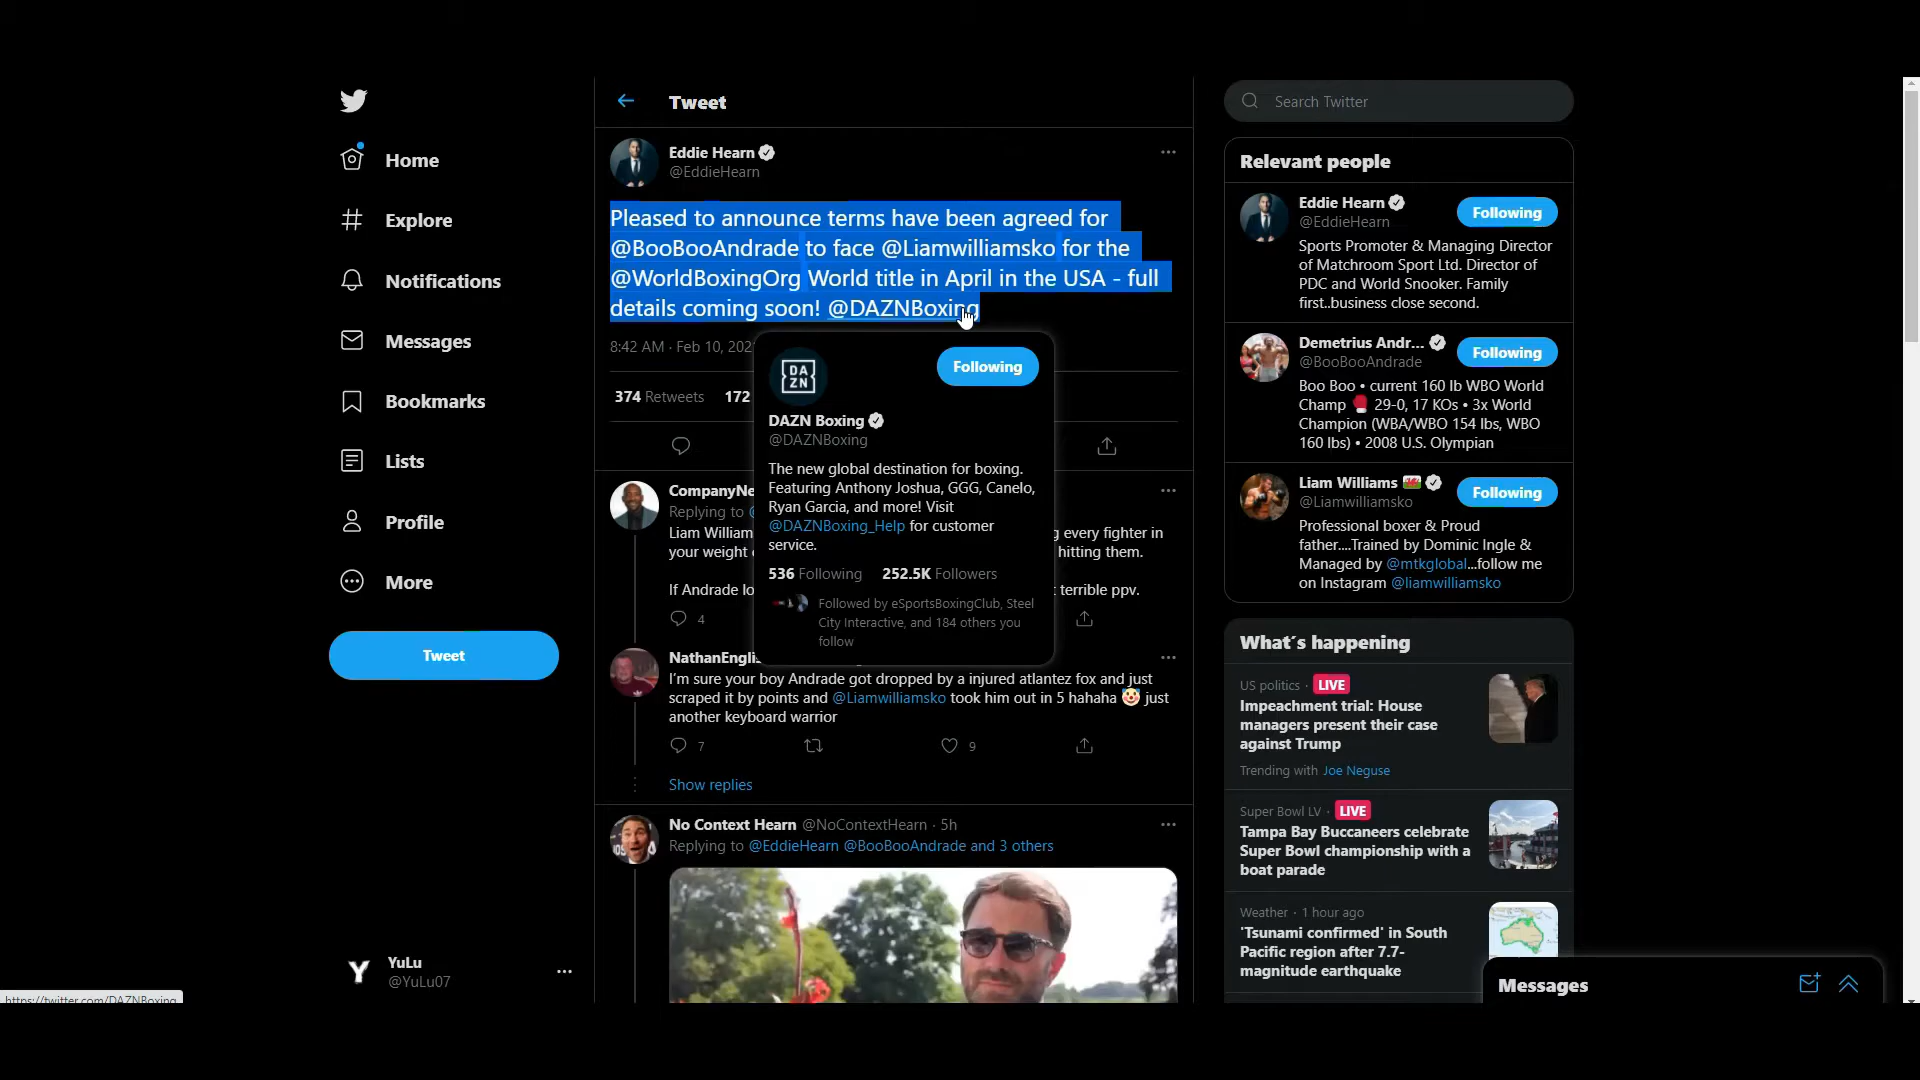 Home
Explore
Notifications
Messages
Bookmarks
Lists
Profile
More
Tweet
YuLu
@YuLu07
https://twitter.com/DAZNBoxing
Tweet
Eddie Hearn
@EddieHearn
Pleased to announce terms have been agreed for
@BooBooAndrade to face @Liamwilliamsko for the
@WorldBoxingOrg World title in April in the USA - full
details coming soon! @DAZNBoxing
8:42 AM · Feb 10, 202
374 Retweets 172
DAZN
Following
DAZN Boxing
@DAZNBoxing
The new global destination for boxing.
Featuring Anthony Joshua, GGG, Canelo,
Ryan Garcia, and more! Visit
@DAZNBoxing_Help for customer
service.
536 Following 252.5K Followers
Followed by eSportsBoxingClub, Steel
City Interactive, and 184 others you
follow
CompanyNe
Replying to @
Liam William g every fighter in
your weight hitting them.
If Andrade lo terrible ppv.
4
NathanEnglis
I'm sure your boy Andrade got dropped by a injured atlantez fox and just
scraped it by points and @Liamwilliamsko took him out in 5 hahaha 🤡 just
another keyboard warrior
7 9
Show replies
No Context Hearn @NoContextHearn · 5h
Replying to @EddieHearn @BooBooAndrade and 3 others
Search Twitter
Relevant people
Eddie Hearn
@EddieHearn
Following
Sports Promoter & Managing Director
of Matchroom Sport Ltd. Director of
PDC and World Snooker. Family
first..business close second.
Demetrius Andr...
@BooBooAndrade
Following
Boo Boo • current 160 lb WBO World
Champ 🥊 29-0, 17 KOs • 3x World
Champion (WBA/WBO 154 lbs, WBO
160 lbs) • 2008 U.S. Olympian
Liam Williams 🏴󠁧󠁢󠁷󠁬󠁳󠁿
@Liamwilliamsko
Following
Professional boxer & Proud
father....Trained by Dominic Ingle &
Managed by @mtkglobal...follow me
on Instagram @liamwilliamsko
What's happening
US politics · LIVE
Impeachment trial: House
managers present their case
against Trump
Trending with Joe Neguse
Super Bowl LV · LIVE
Tampa Bay Buccaneers celebrate
Super Bowl championship with a
boat parade
Weather · 1 hour ago
'Tsunami confirmed' in South
Pacific region after 7.7-
magnitude earthquake
Messages